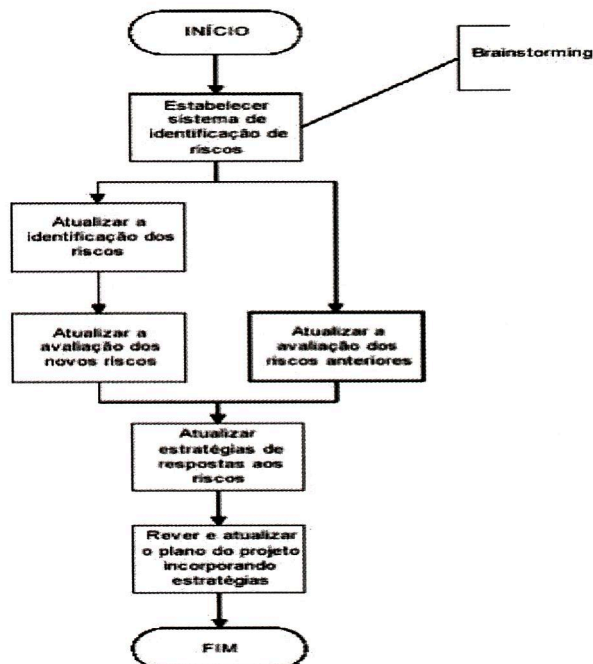 INÍCIO
Brainstorming
Estabelecer
sistema de
identificação de
riscos
Atualizar a
identificação dos
riscos
Atualizar a
avaliação dos
novos riscos
Atualizar a
avaliação dos
riscos anteriores
Atualizar
estratégias de
respostas aos
riscos
Rever e atualizar
o plano do projeto
incorporando
estratégias
FIM